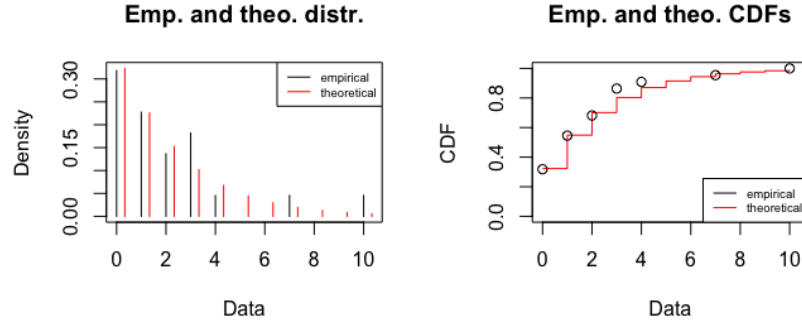 Emp. and theo. distr.
empirical
theoretical
Density
0.00 0.15 0.30
0 2 4 6 8 10
Data
Emp. and theo. CDFs
empirical
theoretical
CDF
0.0 0.4 0.8
0 2 4 6 8 10
Data